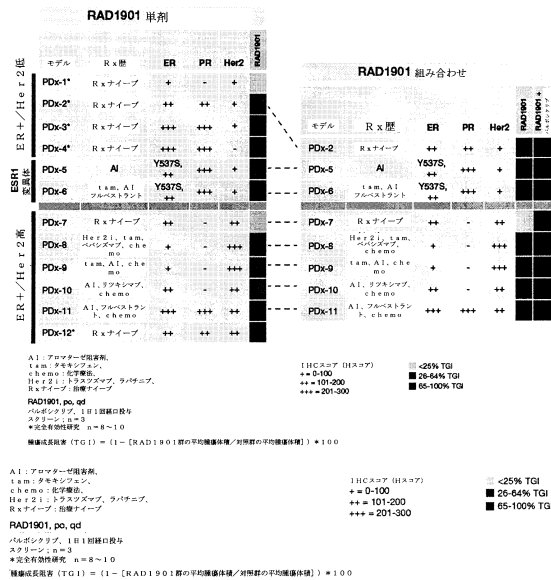 RAD1901 単剤
モデル Rx歴 ER PR Her2 RAD1901
ER+/Her2低
PDx-1* Rxナイーブ + - +
PDx-2* Rxナイーブ ++ ++ +
PDx-3* Rxナイーブ +++ +++ +
PDx-4* Rxナイーブ +++ +++ -
ESR1変異体
PDx-5 AI Y537S, ++ +++ +
PDx-6 tam, AI フルベストラント Y537S, ++ +++ +
ER+/Her2高
PDx-7 Rxナイーブ ++ - ++
PDx-8 Her2i, tam, ベバシズマブ, chemo + - +++
PDx-9 tam, AI, chemo + - +++
PDx-10 AI, リツキシマブ, chemo ++ - ++
PDx-11 AI, フルベストラント, chemo +++ +++ ++
PDx-12* Rxナイーブ ++ ++ ++
AI:アロマターゼ阻害剤、
tam:タモキシフェン、
chemo:化学療法、
Her2i:トラスツズマブ、ラパチニブ、
Rxナイーブ:治療ナイーブ
RAD1901, po, qd
パルボシクリブ、1日1回経口投与
スクリーン;n=3
*完全有効性研究 n=8~10
腫瘍成長阻害(TGI)=(1-[RAD1901群の平均腫瘍体積/対照群の平均腫瘍体積])*100
RAD1901 組み合わせ
モデル Rx歴 ER PR Her2 RAD1901 RAD1901+パルボシクリブ
PDx-2 Rxナイーブ ++ ++ +
PDx-5 AI Y537S, ++ +++ +
PDx-6 tam, AI フルベストラント Y537S, ++ +++ +
PDx-7 Rxナイーブ ++ - ++
PDx-8 Her2i, tam, ベバシズマブ, chemo + - +++
PDx-9 tam, AI, chemo + - +++
PDx-10 AI, リツキシマブ, chemo ++ - ++
PDx-11 AI, フルベストラント, chemo +++ +++ ++
IHCスコア(Hスコア)
+ = 0-100
++ = 101-200
+++ = 201-300
<25% TGI
26-64% TGI
65-100% TGI
AI:アロマターゼ阻害剤、
tam:タモキシフェン、
chemo:化学療法、
Her2i:トラスツズマブ、ラパチニブ、
Rxナイーブ:治療ナイーブ
RAD1901, po, qd
パルボシクリブ、1日1回経口投与
スクリーン;n=3
*完全有効性研究 n=8~10
腫瘍成長阻害(TGI)=(1-[RAD1901群の平均腫瘍体積/対照群の平均腫瘍体積])*100
IHCスコア(Hスコア)
+ = 0-100
++ = 101-200
+++ = 201-300
<25% TGI
26-64% TGI
65-100% TG